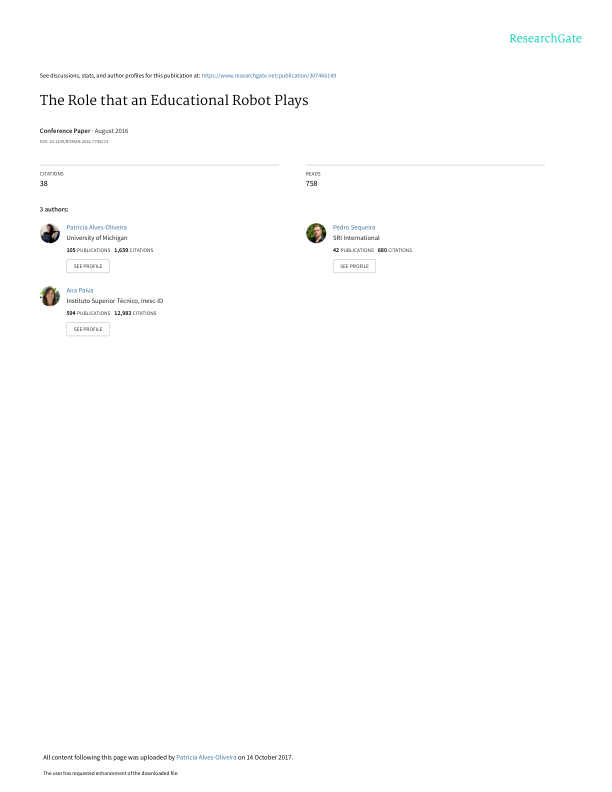 ResearchGate
See discussions, stats, and author profiles for this publication at: https://www.researchgate.net/publication/307466149
The Role that an Educational Robot Plays
Conference Paper · August 2016
DOI: 10.1109/ROMAN.2016.7745213
CITATIONS
38
READS
758
3 authors:
Patricia Alves-Oliveira
University of Michigan
105 PUBLICATIONS 1,659 CITATIONS
SEE PROFILE
Pedro Sequeira
SRI International
42 PUBLICATIONS 680 CITATIONS
SEE PROFILE
Ana Paiva
Instituto Superior Técnico, Inesc-ID
594 PUBLICATIONS 12,983 CITATIONS
SEE PROFILE
All content following this page was uploaded by Patricia Alves-Oliveira on 14 October 2017.
The user has requested enhancement of the downloaded file.